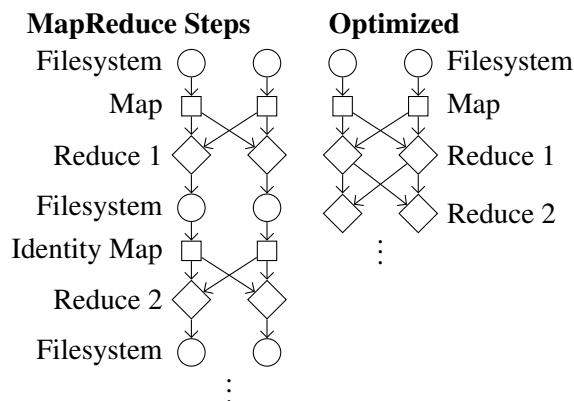 MapReduce Steps Optimized
Filesystem Filesystem
Map Map
Reduce 1 Reduce 1
Filesystem Reduce 2
Identity Map
Reduce 2
Filesystem